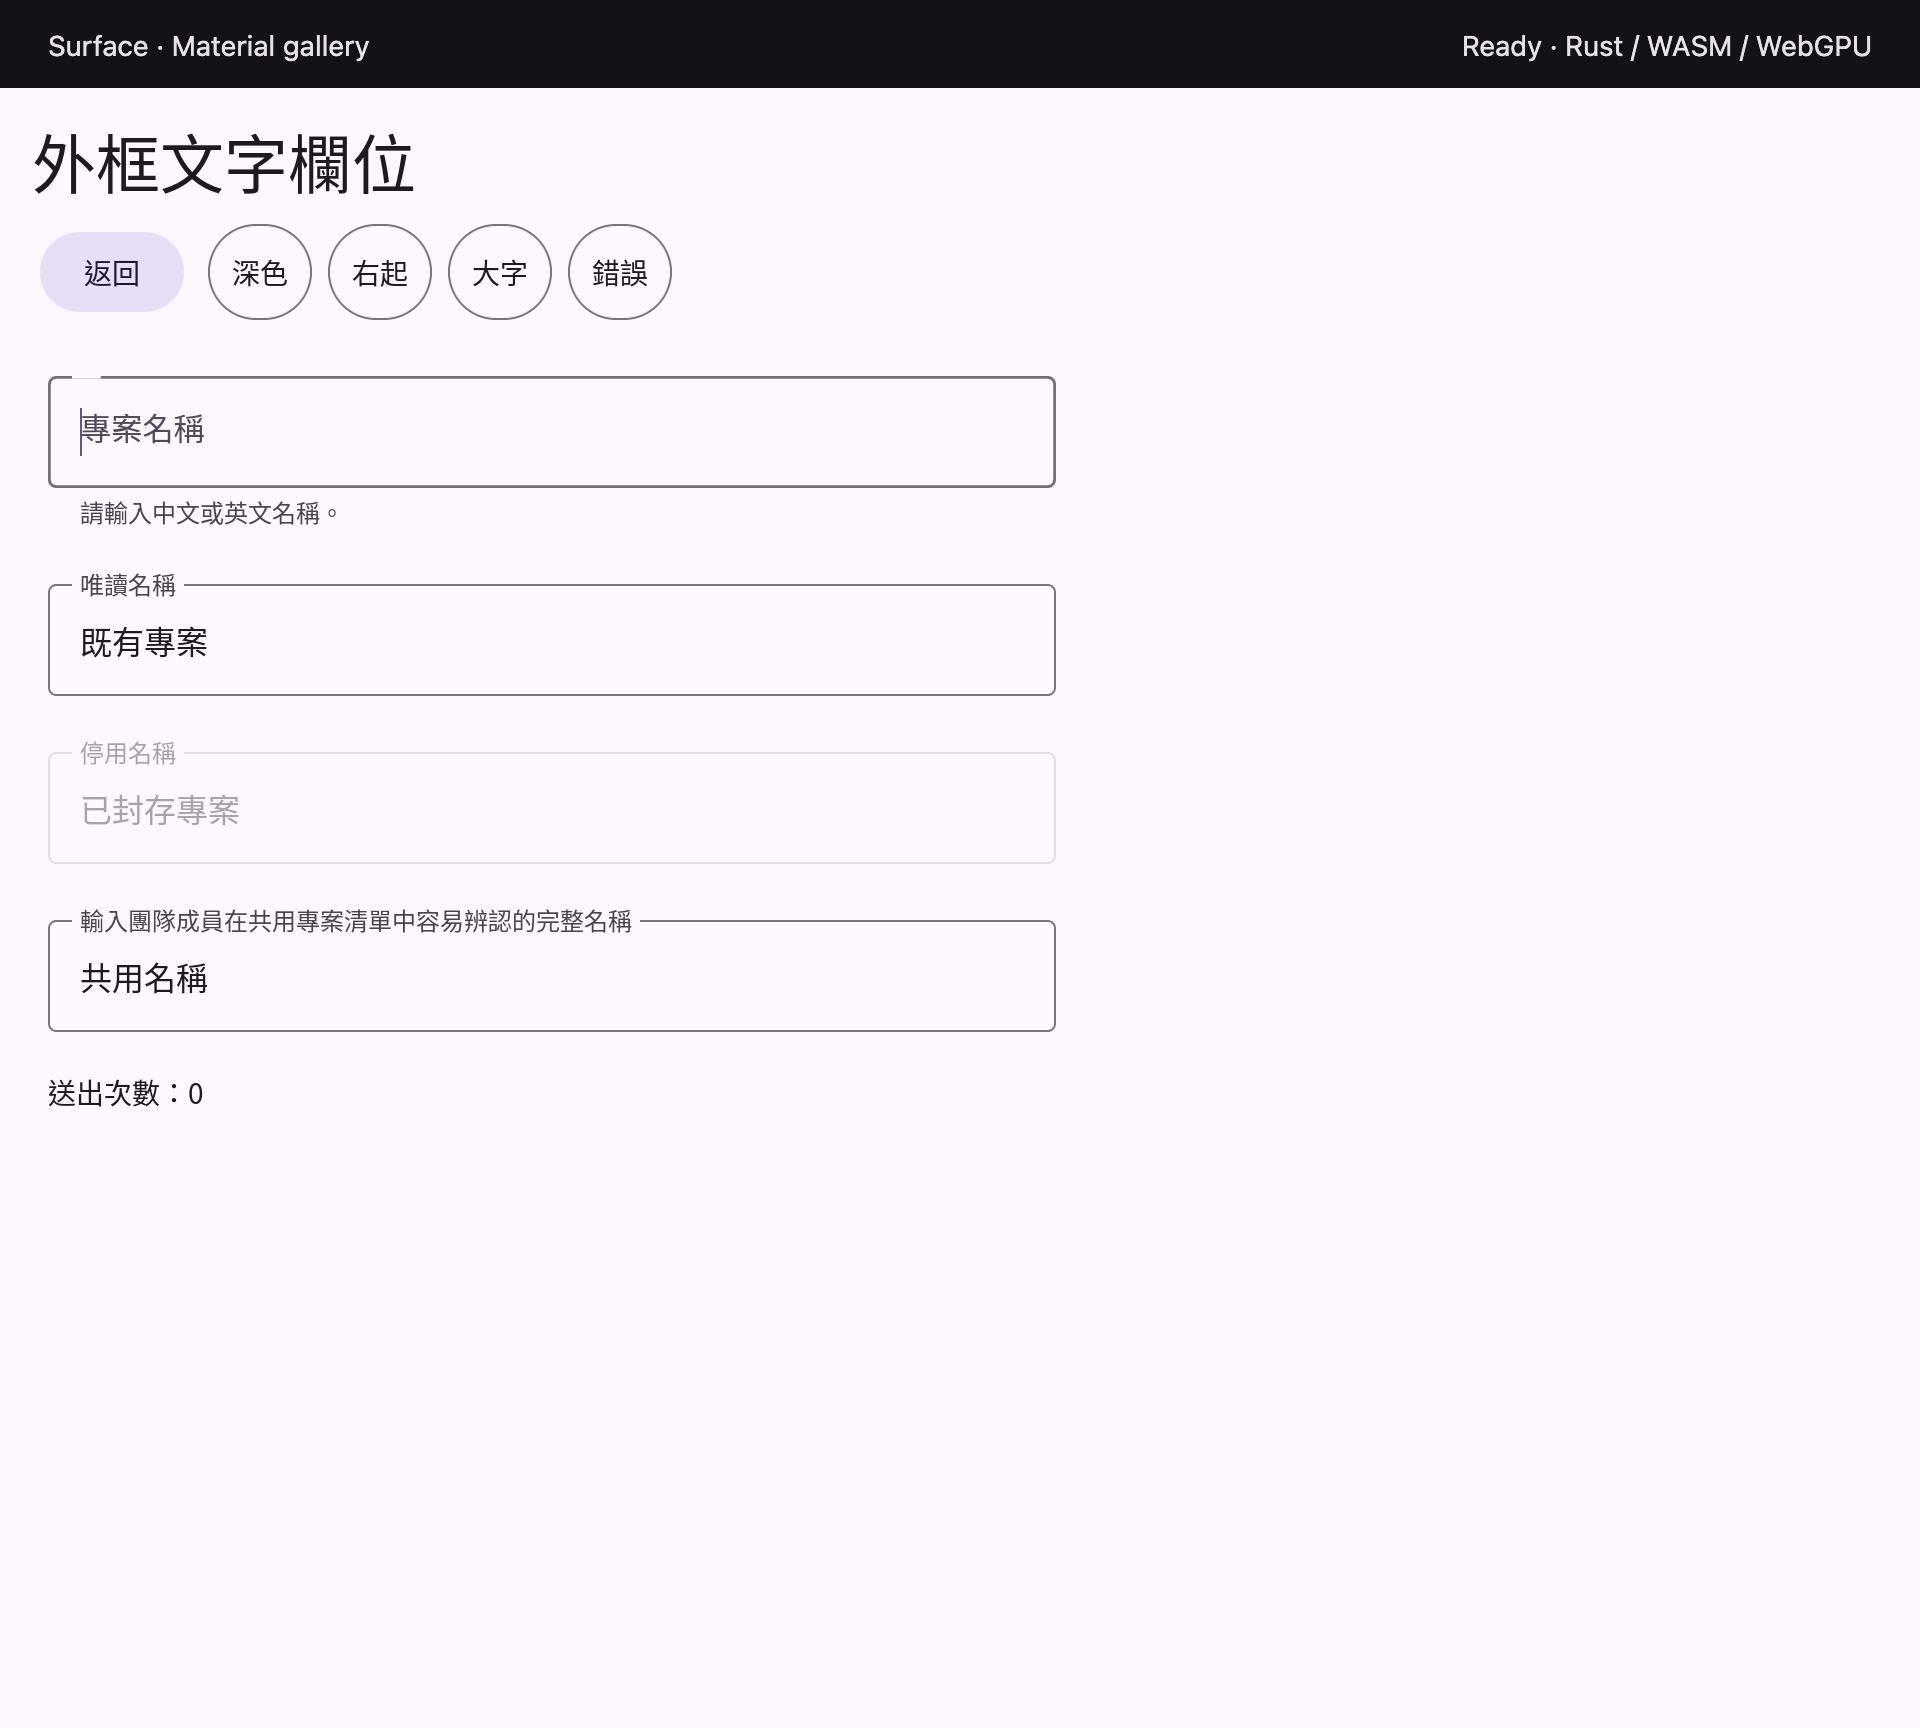 Surface · Material gallery
Ready · Rust / WASM / WebGPU
外框文字欄位
返回 深色 右起 大字 錯誤
專案名稱
請輸入中文或英文名稱。
唯讀名稱
既有專案
停用名稱
已封存專案
輸入團隊成員在共用專案清單中容易辨認的完整名稱
共用名稱
送出次數：0